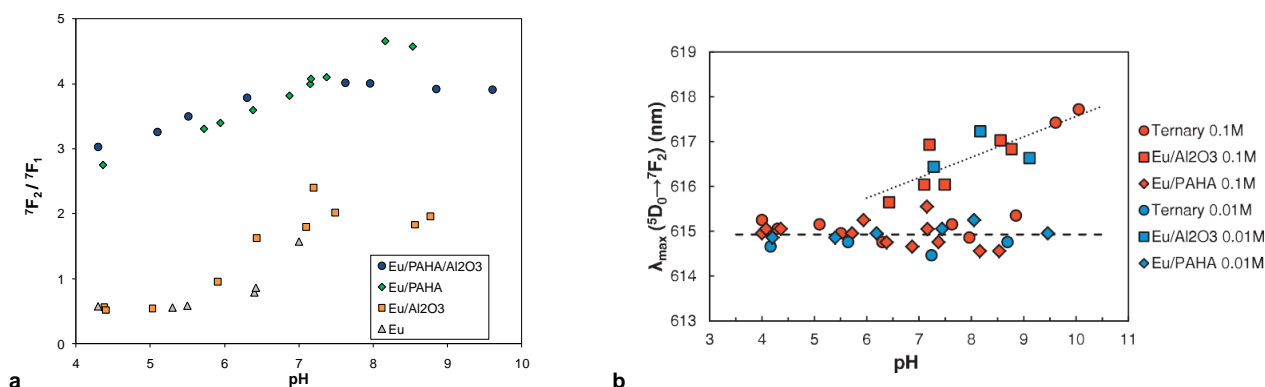 5
4
3
2
1
0
4
5
6
7
8
9
10
⁷F₂ / ⁷F₁
pH
Eu/PAHA/Al2O3
Eu/PAHA
Eu/Al2O3
Eu
a
619
618
617
616
615
614
613
3
4
5
6
7
8
9
10
11
λmax (⁵D₀→⁷F₂) (nm)
pH
Ternary 0.1M
Eu/Al2O3 0.1M
Eu/PAHA 0.1M
Ternary 0.01M
Eu/Al2O3 0.01M
Eu/PAHA 0.01M
b